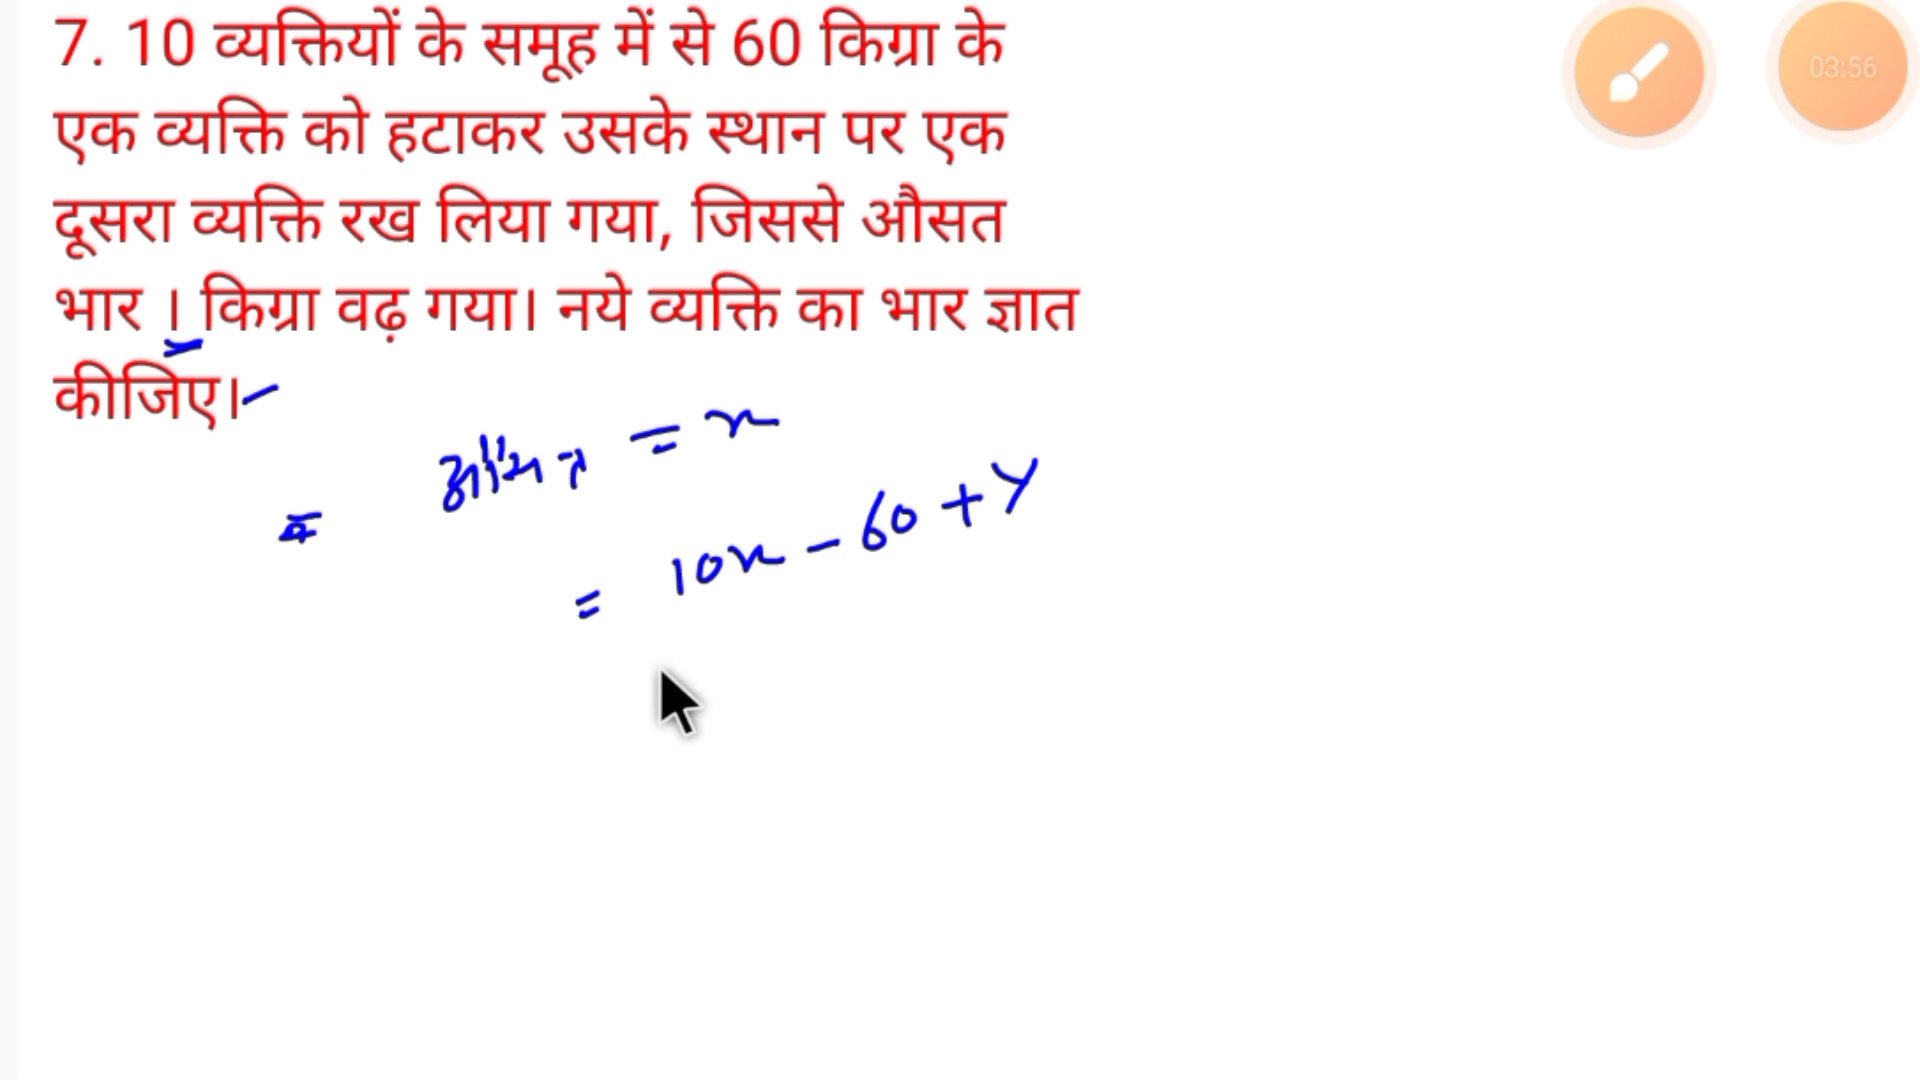 7. 10 व्यक्तियों के समूह में से 60 किग्रा के
एक व्यक्ति को हटाकर उसके स्थान पर एक
दूसरा व्यक्ति रख लिया गया, जिससे औसत
भार । किग्रा वढ़ गया। नये व्यक्ति का भार ज्ञात
कीजिए।
03:56
औसत = x
= 10x - 60 + y